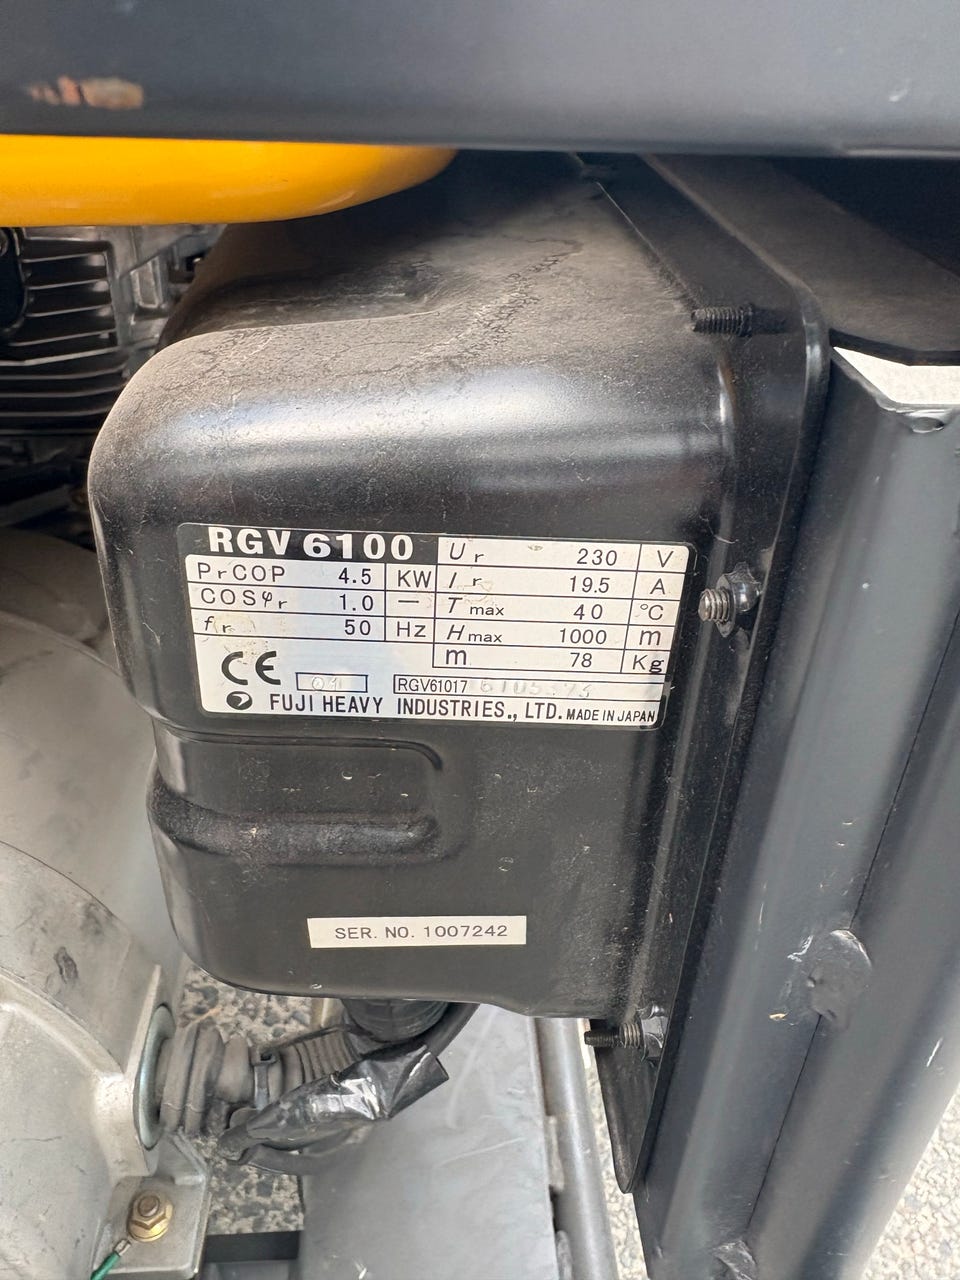 RGV 6100
PrCOP 4.5 KW
COSφr 1.0 —
fr 50 Hz
Ur 230 V
Ir 19.5 A
Tmax 40 °C
Hmax 1000 m
m 78 Kg
CE
RGV61017
FUJI HEAVY INDUSTRIES., LTD. MADE IN JAPAN
SER. NO. 1007242